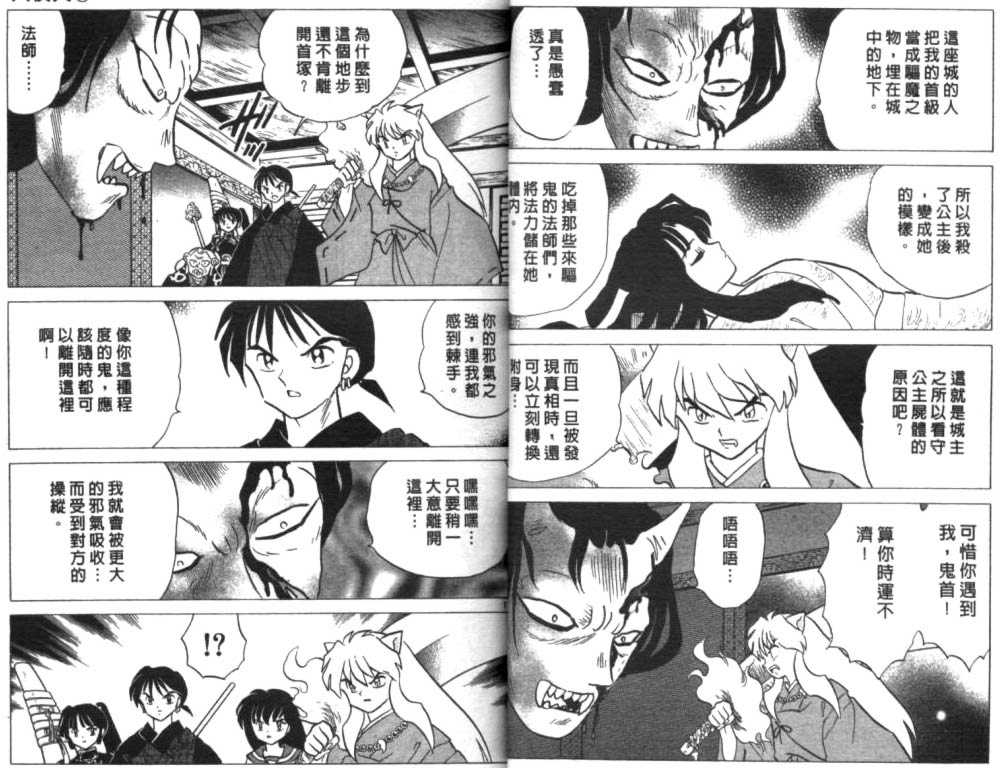 這座城的人
把我的首級
當成驅魔之
物，埋在城
中的地下。
真是愚蠢
透了…
所以我殺
了公主後
，變成她
的模樣。
吃掉那些來驅
鬼的法師們，
將法力儲在她
體內。
這就是城主
之所以看守
公主屍體的
原因吧？
而且一旦被發
現真相時，還
可以立刻轉換
附身…
可惜你遇到
我，鬼首！
算你時運不
濟！
唔唔唔…
為什麼到
這個地步
還不肯離
開首塚？
法師……
你的邪氣之
強，連我都
感到棘手。
像你這種程
度的鬼，應
該隨時都可
以離開這裡
啊！
嘿嘿嘿…
只要稍一
大意離開
這裡…
我就會被更大
的邪氣吸收…
而受到對方的
操縱。
!?